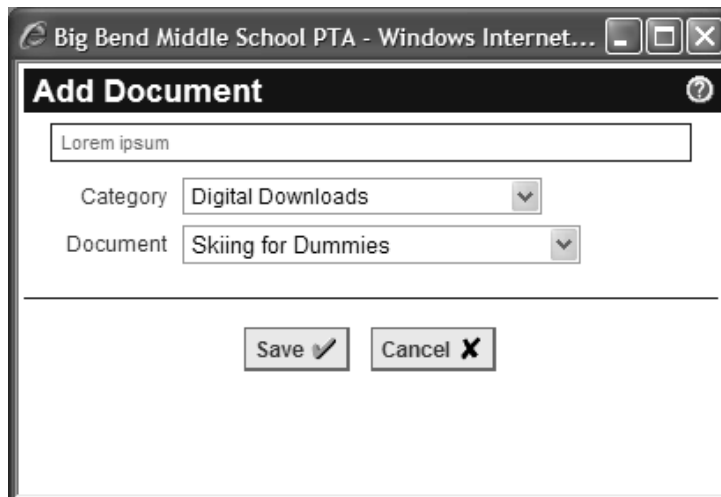 Big Bend Middle School PTA - Windows Internet...
Add Document
Lorem ipsum
Category Digital Downloads
Document Skiing for Dummies
Save Cancel